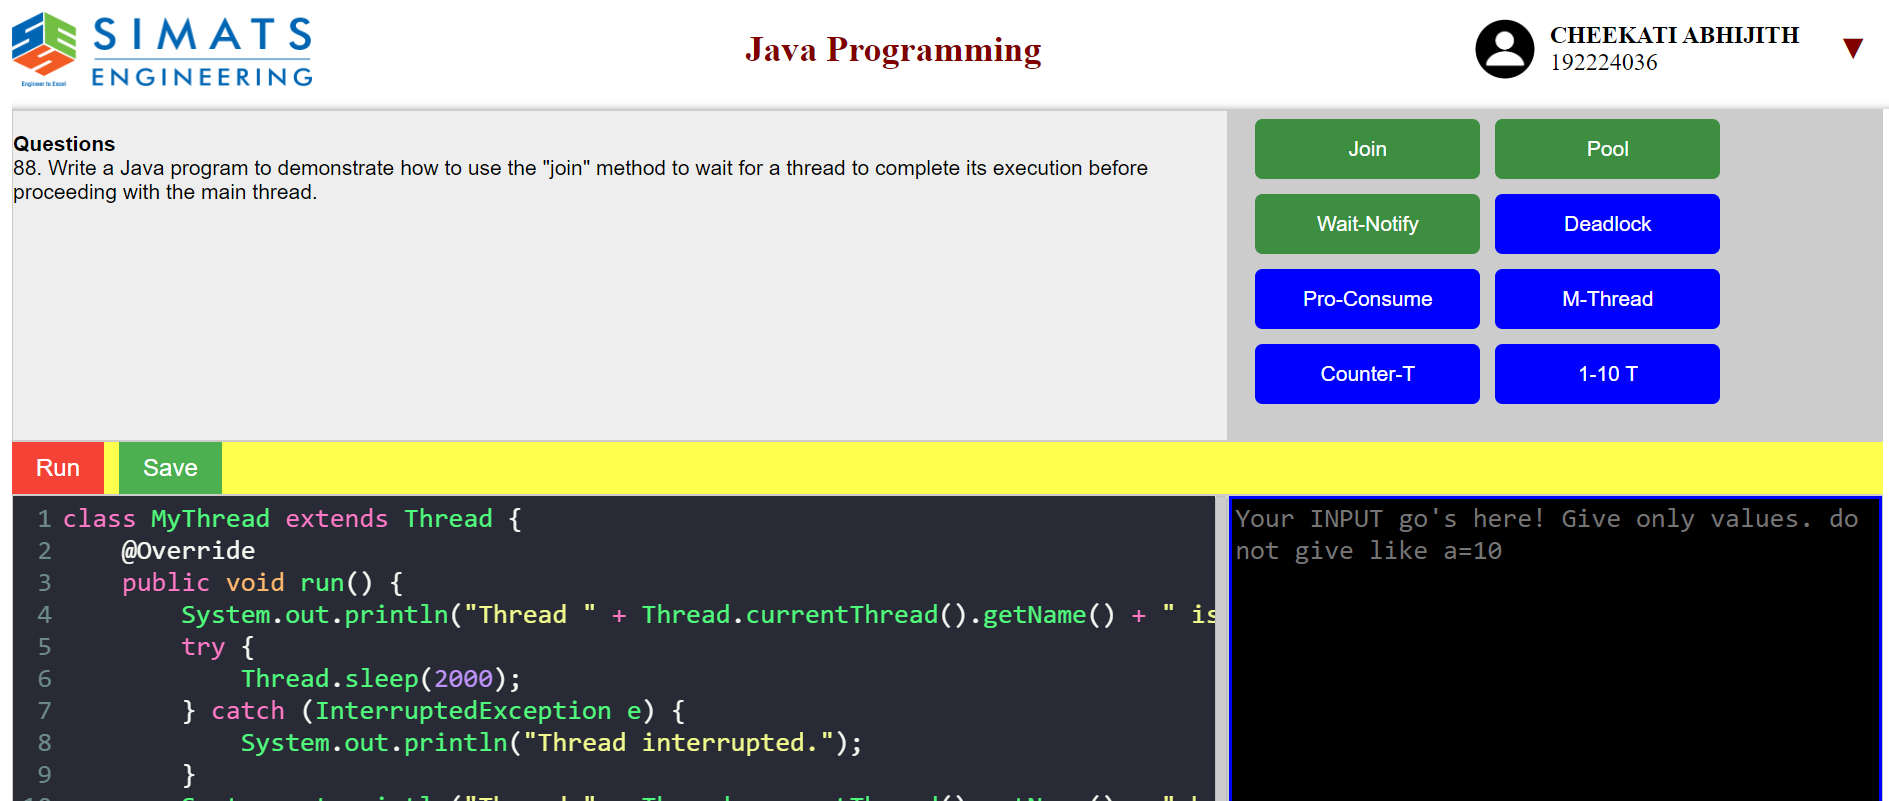 SIMATS
ENGINEERING
Engineer to Excel
Java Programming
CHEEKATI ABHIJITH
192224036
▼
Questions
88. Write a Java program to demonstrate how to use the "join" method to wait for a thread to complete its execution before
proceeding with the main thread.
Join
Pool
Wait-Notify
Deadlock
Pro-Consume
M-Thread
Counter-T
1-10 T
Run
Save
1 class MyThread extends Thread {
2     @Override
3     public void run() {
4         System.out.println("Thread " + Thread.currentThread().getName() + " is
5         try {
6             Thread.sleep(2000);
7         } catch (InterruptedException e) {
8             System.out.println("Thread interrupted.");
9         }
Your INPUT go's here! Give only values. do
not give like a=10